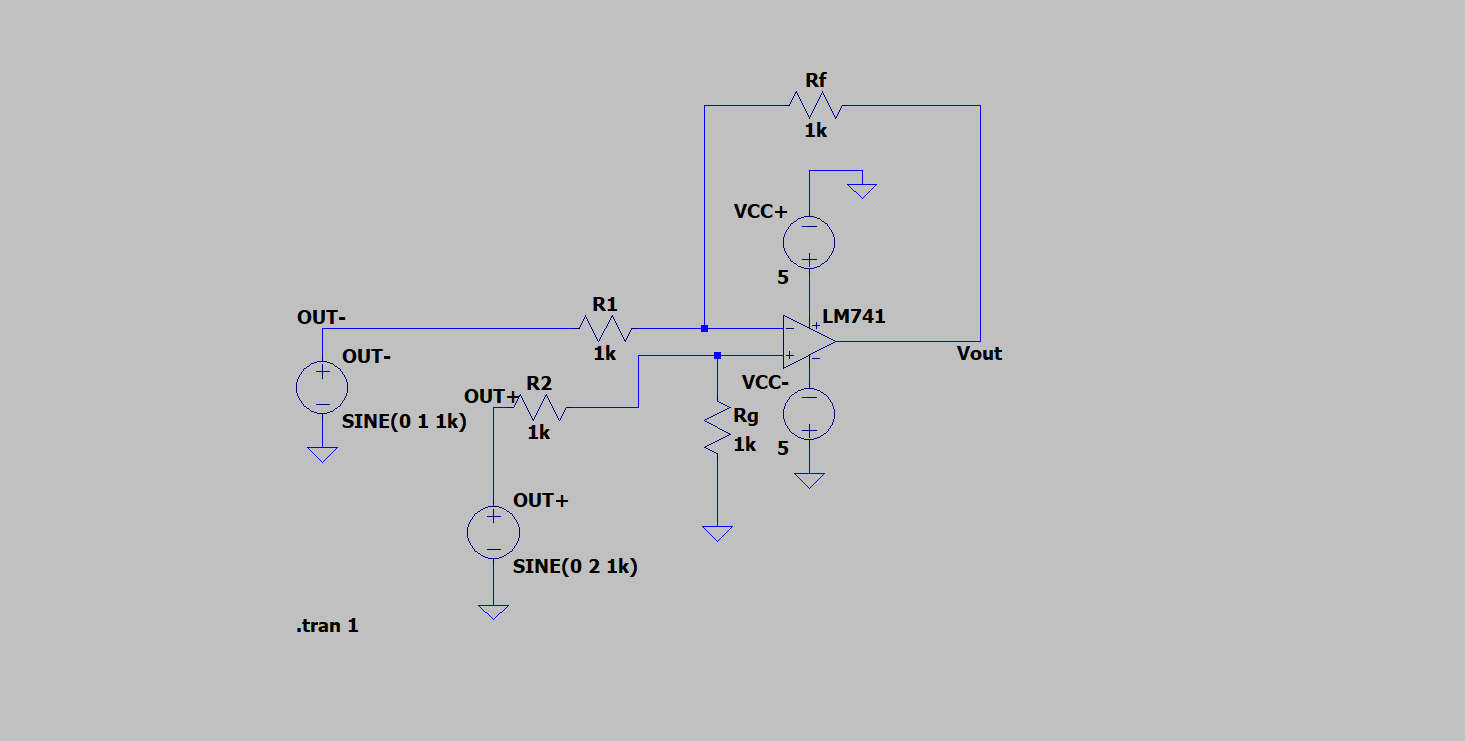 Rf
1k
VCC+
5
R1
1k
LM741
OUT-
OUT-
SINE(0 1 1k)
Vout
R2
OUT+
1k
VCC-
Rg
1k
5
OUT+
SINE(0 2 1k)
.tran 1